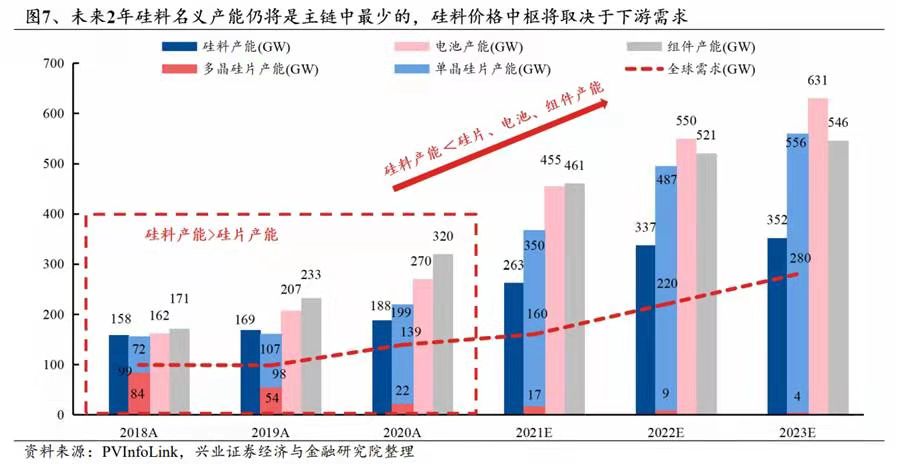 图7、未来2年硅料名义产能仍将是主链中最少的，硅料价格中枢将取决于下游需求
硅料产能(GW) 电池产能(GW) 组件产能(GW)
多晶硅片产能(GW) 单晶硅片产能(GW) 全球需求(GW)
700
600
500
400
300
200
100
0
硅料产能＜硅片、电池、组件产能
硅料产能>硅片产能
158 99 84 72 162 171
169 54 107 98 207 233
188 22 199 139 270 320
263 17 350 160 455 461
337 9 487 220 550 521
352 4 556 280 631 546
2018A 2019A 2020A 2021E 2022E 2023E
资料来源：PVInfoLink，兴业证券经济与金融研究院整理